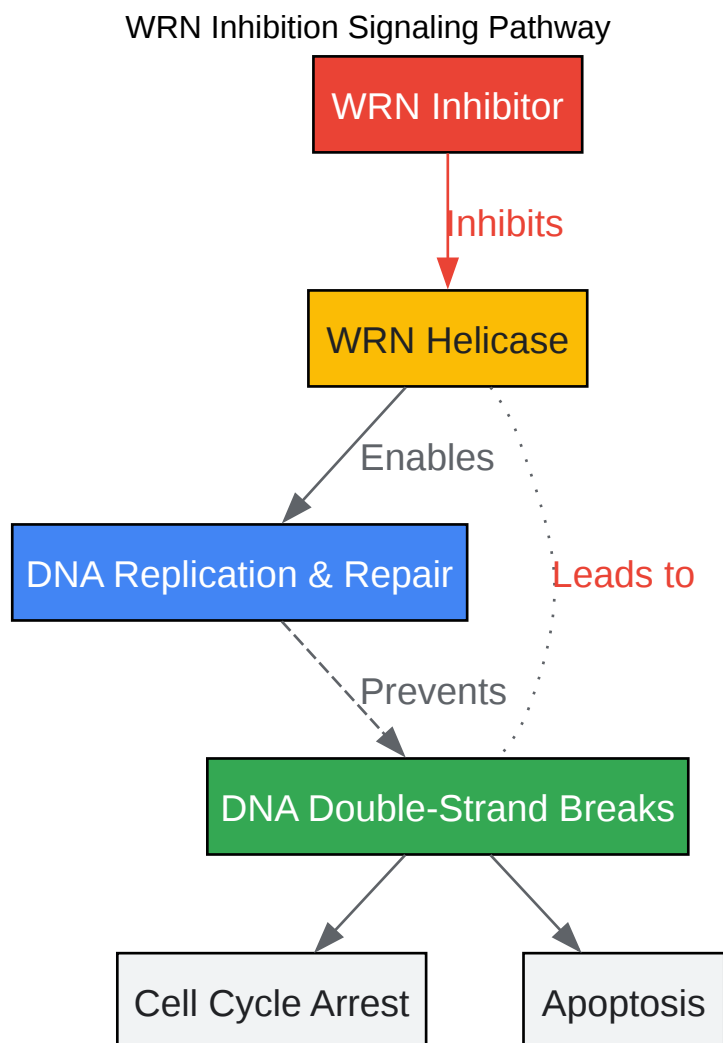 WRN Inhibition Signaling Pathway
WRN Inhibitor
Inhibits
WRN Helicase
Enables
DNA Replication & Repair
Leads to
Prevents
DNA Double-Strand Breaks
Cell Cycle Arrest
Apoptosis